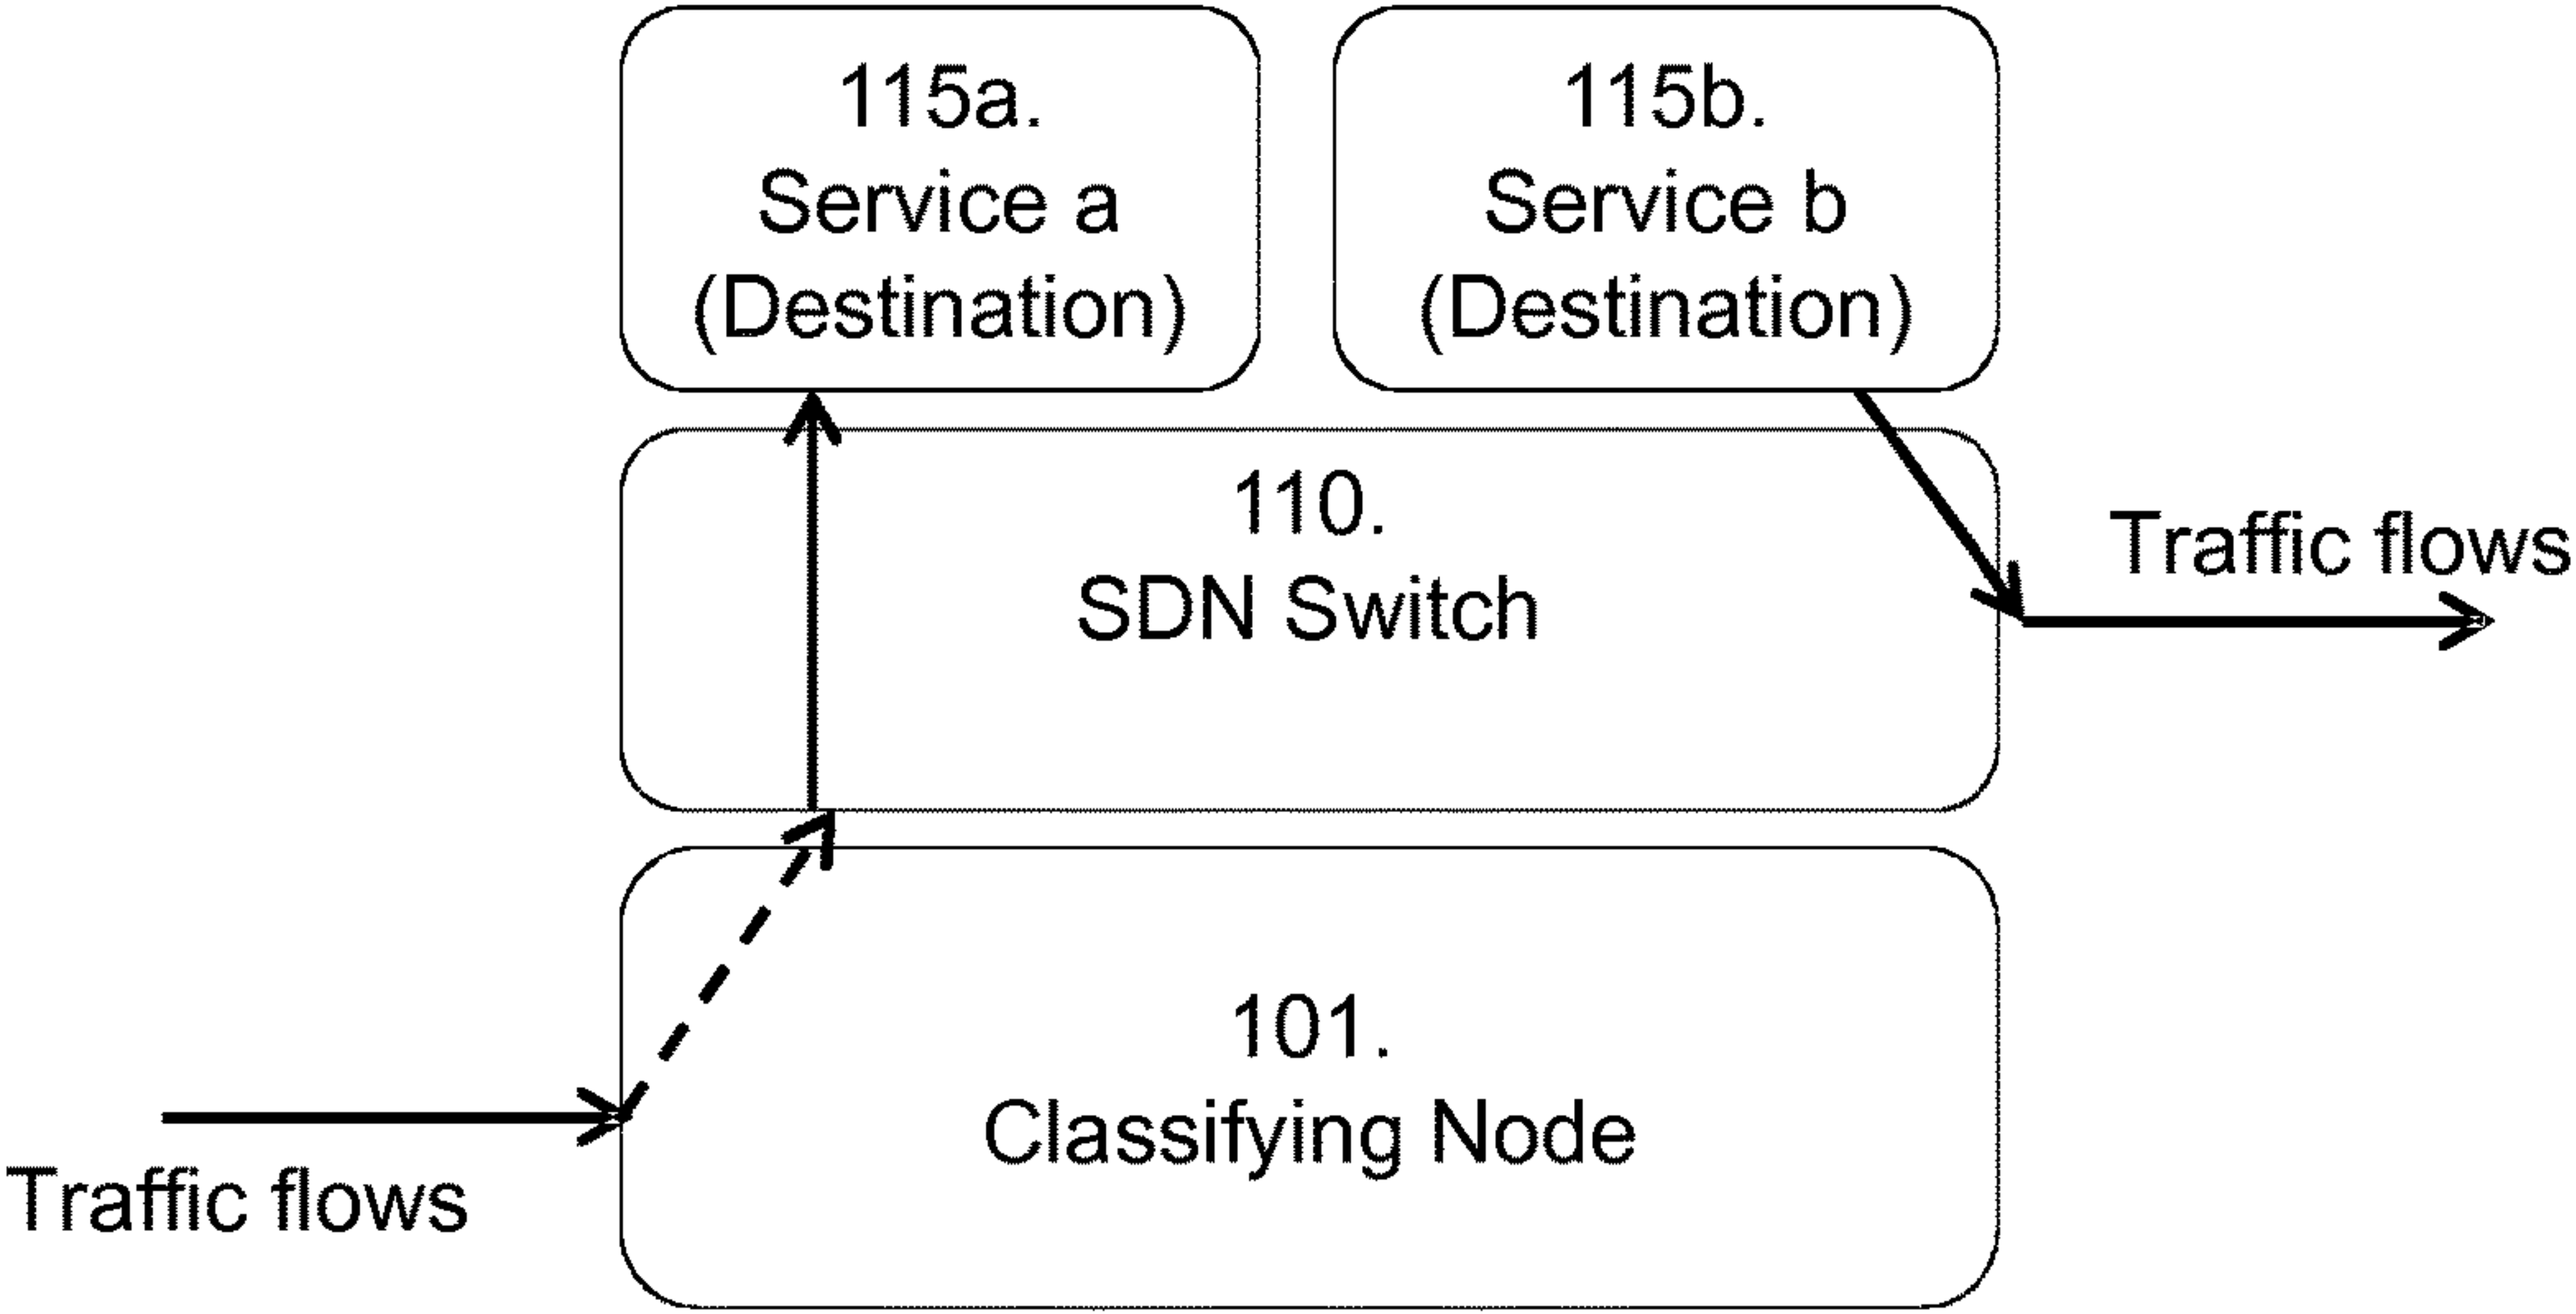 115a.
Service a
(Destination)
115b.
Service b
(Destination)
110.
SDN Switch
Traffic flows
101.
Classifying Node
Traffic flows